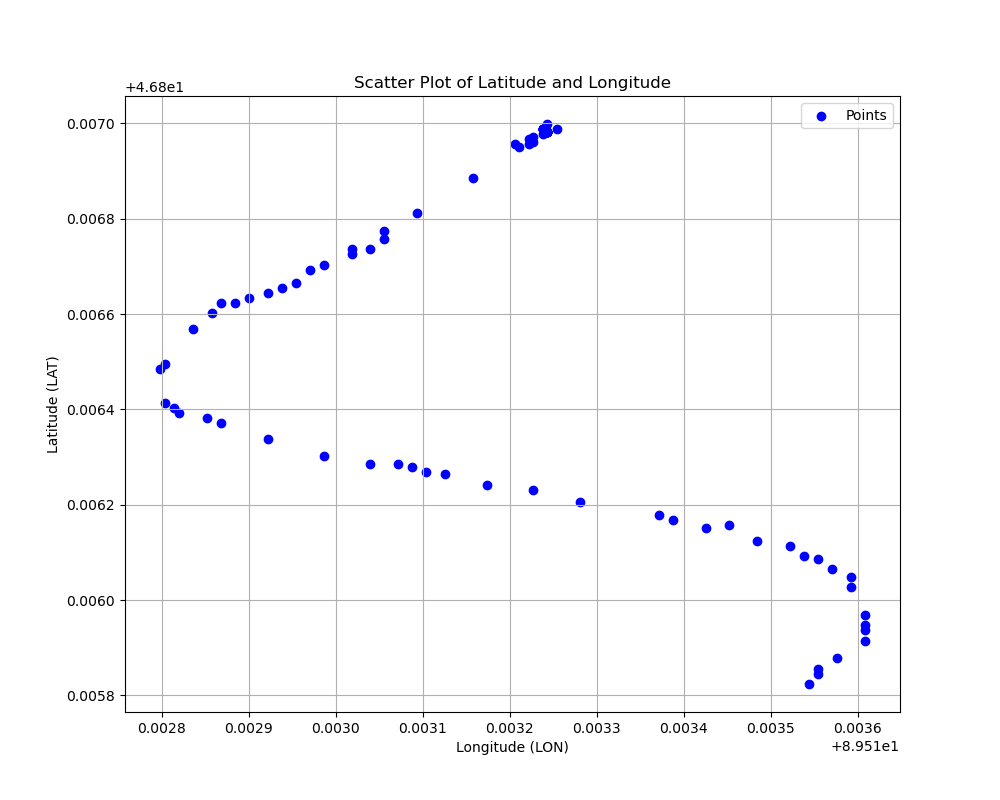 Scatter Plot of Latitude and Longitude
+4.68e1
Points
0.0070
0.0068
0.0066
0.0064
0.0062
0.0060
0.0058
Latitude (LAT)
0.0028 0.0029 0.0030 0.0031 0.0032 0.0033 0.0034 0.0035 0.0036
Longitude (LON)
+8.951e1